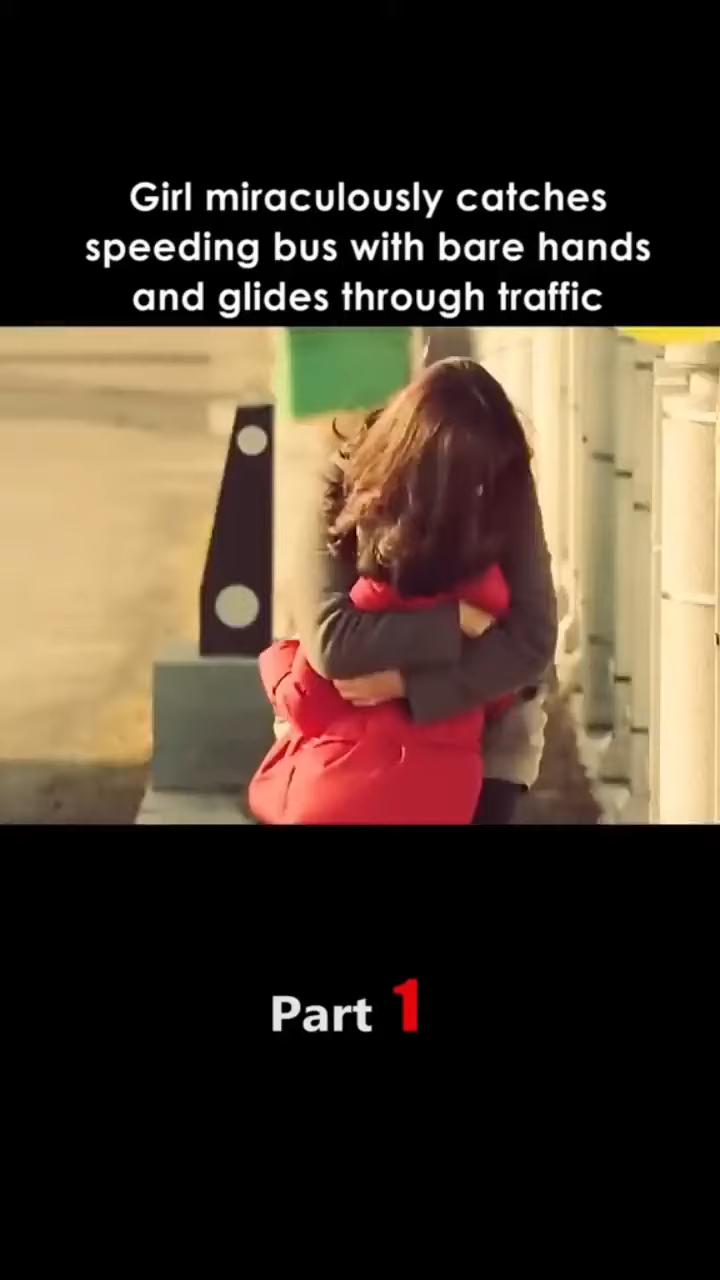 Girl miraculously catches
speeding bus with bare hands
and glides through traffic
Part 1